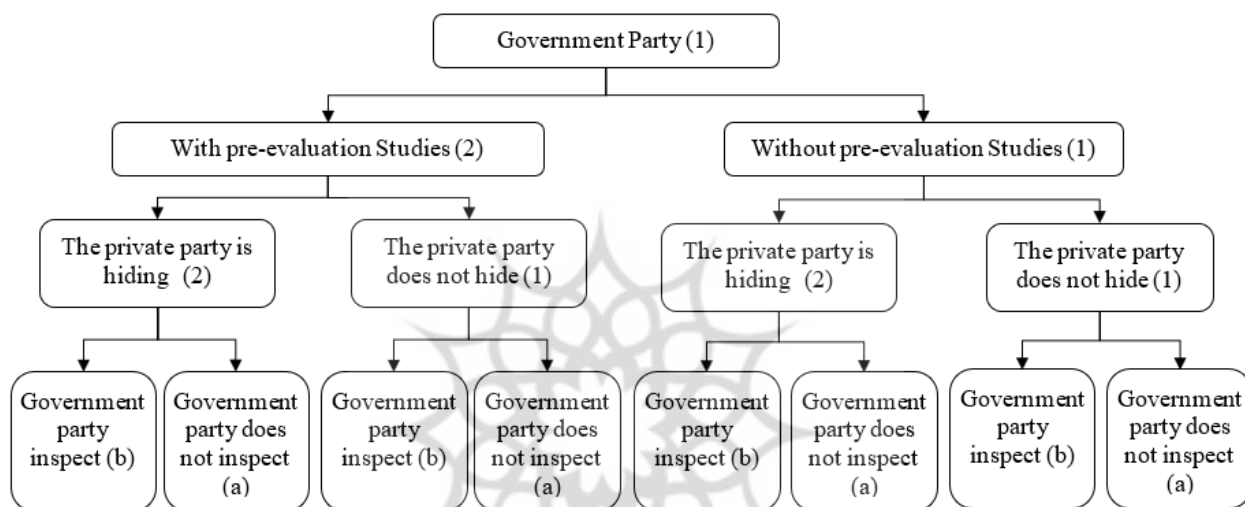 Government Party (1)
With pre-evaluation Studies (2)
Without pre-evaluation Studies (1)
The private party is
hiding (2)
The private party
does not hide (1)
The private party is
hiding (2)
The private party
does not hide (1)
Government
party
inspect (b)
Government
party does
not inspect
(a)
Government
party
inspect (b)
Government
party does
not inspect
(a)
Government
party
inspect (b)
Government
party does
not inspect
(a)
Government
party
inspect (b)
Government
party does
not inspect
(a)